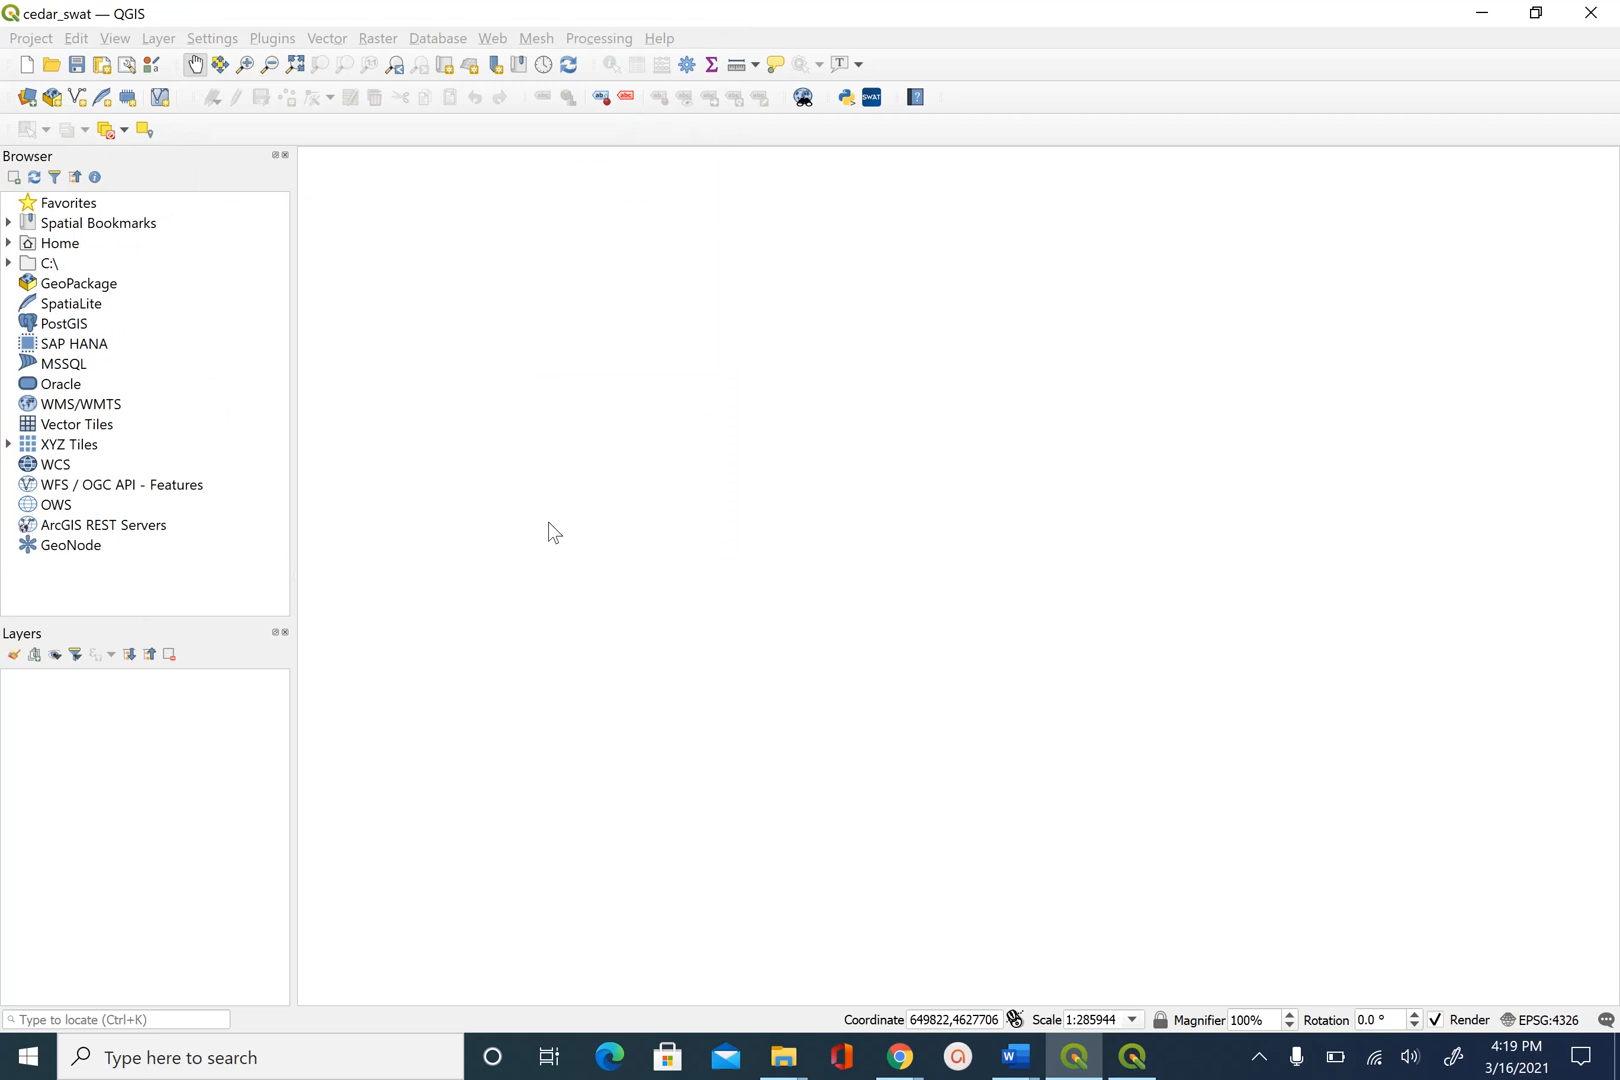 cedar_swat — QGIS
Project Edit View Layer Settings Plugins Vector Raster Database Web Mesh Processing Help
SWAT
Browser
Favorites
Spatial Bookmarks
Home
C:\
GeoPackage
SpatiaLite
PostGIS
SAP HANA
MSSQL
Oracle
WMS/WMTS
Vector Tiles
XYZ Tiles
WCS
WFS / OGC API - Features
OWS
ArcGIS REST Servers
GeoNode
Layers
Type to locate (Ctrl+K) Coordinate 649822,4627706 Scale 1:285944 Magnifier 100% Rotation 0.0 ° Render EPSG:4326
Type here to search
4:19 PM
3/16/2021